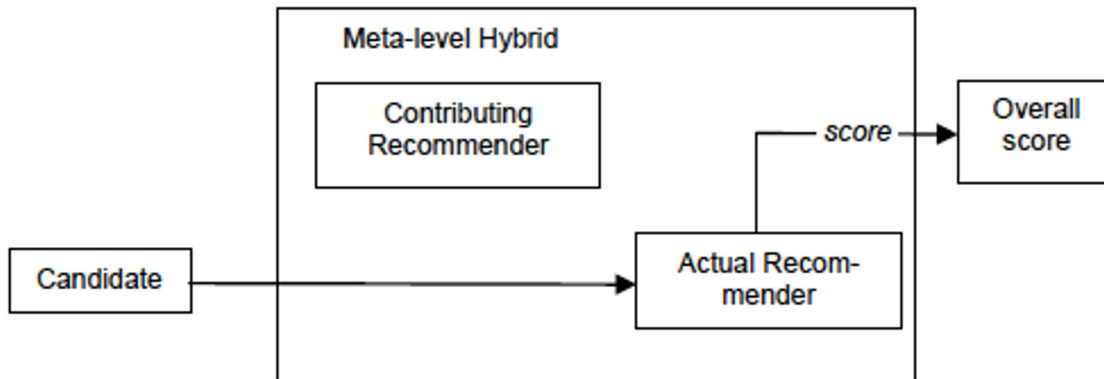 Meta-level Hybrid
Contributing
Recommender
score
Overall
score
Candidate
Actual Recom-
mender